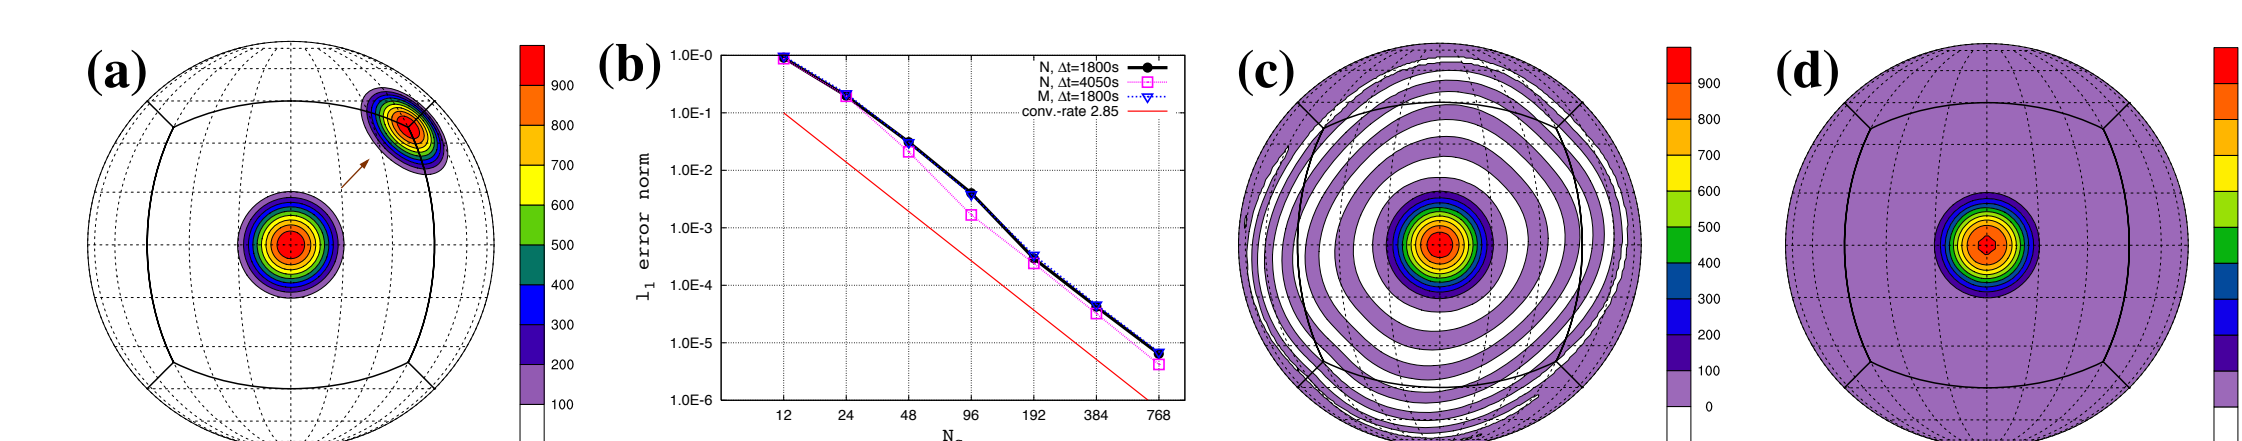 (a)
900
800
700
600
500
400
300
200
100
(b)
l1 error norm
1.0E-0
1.0E-1
1.0E-2
1.0E-3
1.0E-4
1.0E-5
1.0E-6
N, Δt=1800s
N, Δt=4050s
M, Δt=1800s
conv.-rate 2.85
12 24 48 96 192 384 768
(c)
900
800
700
600
500
400
300
200
100
0
(d)